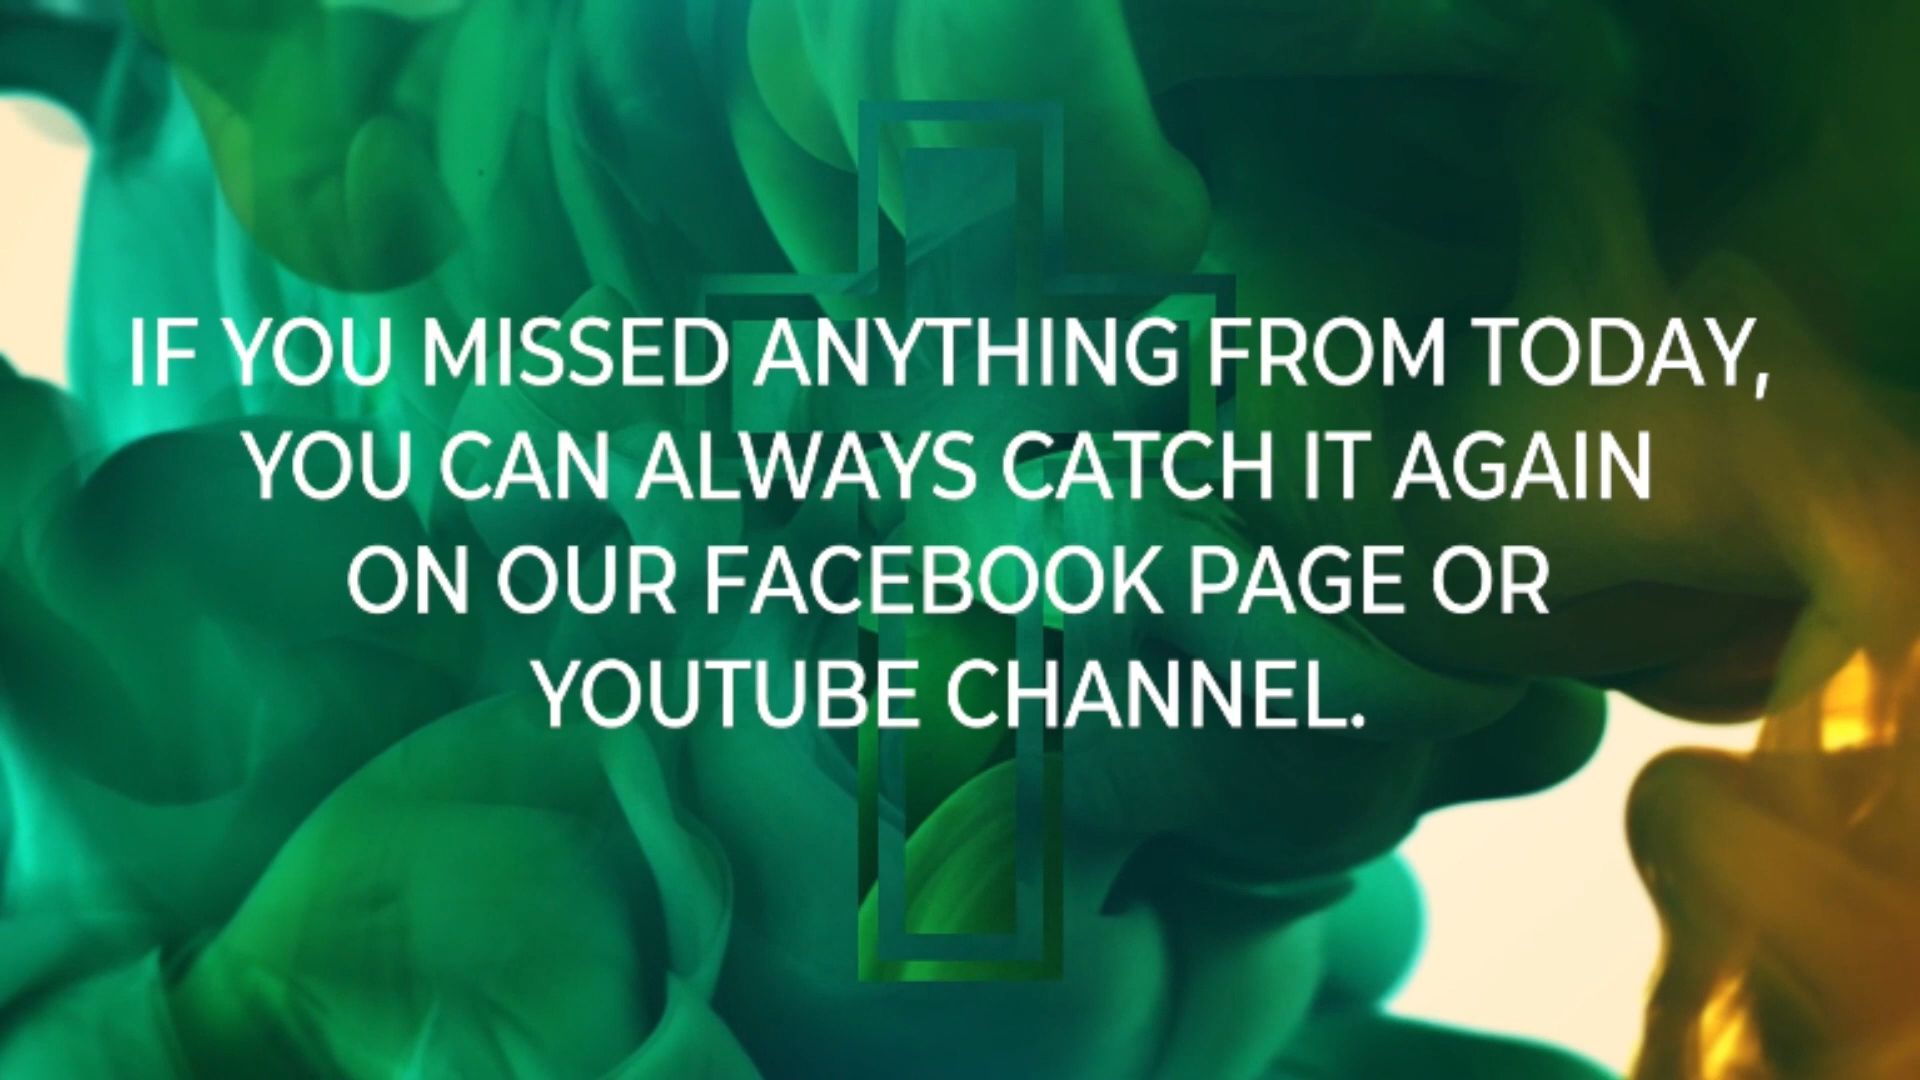 IF YOU MISSED ANYTHING FROM TODAY,
YOU CAN ALWAYS CATCH IT AGAIN
ON OUR FACEBOOK PAGE OR
YOUTUBE CHANNEL.